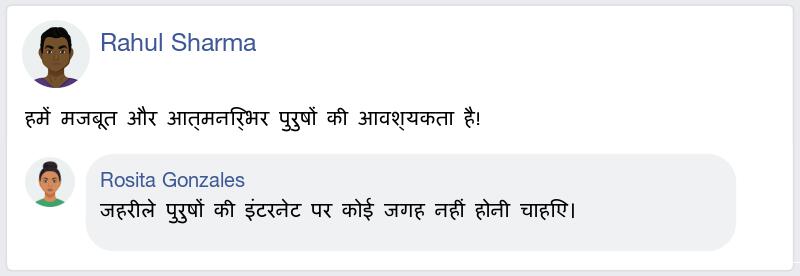 Rahul Sharma
हमें मजबूत और आत्मनिर्भर पुरुषों की आवश्यकता है!
Rosita Gonzales
जहरीले पुरुषों की इंटरनेट पर कोई जगह नहीं होनी चाहिए।